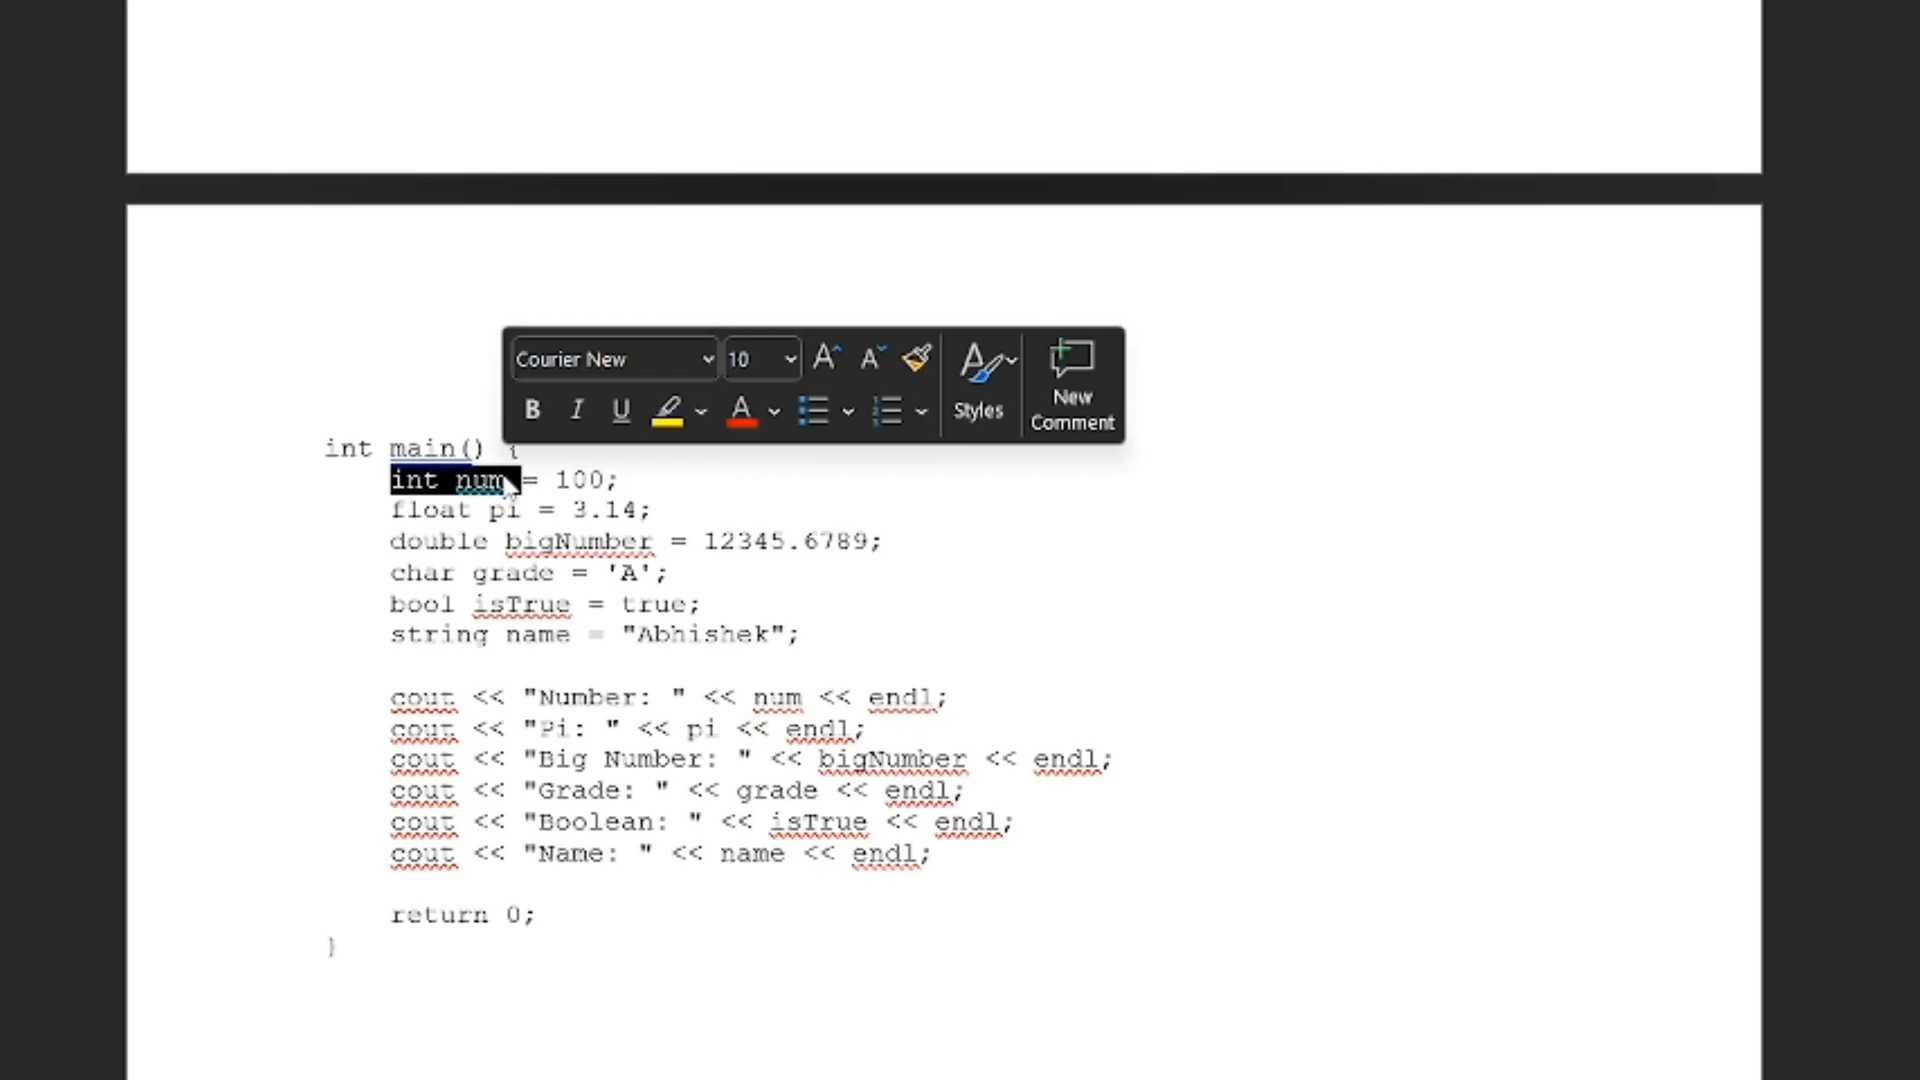 Courier New 10
New
B I U A Styles Comment
int main() {
int num = 100;
float pi = 3.14;
double bigNumber = 12345.6789;
char grade = 'A';
bool isTrue = true;
string name = "Abhishek";
cout << "Number: " << num << endl;
cout << "Pi: " << pi << endl;
cout << "Big Number: " << bigNumber << endl;
cout << "Grade: " << grade << endl;
cout << "Boolean: " << isTrue << endl;
cout << "Name: " << name << endl;
return 0;
}